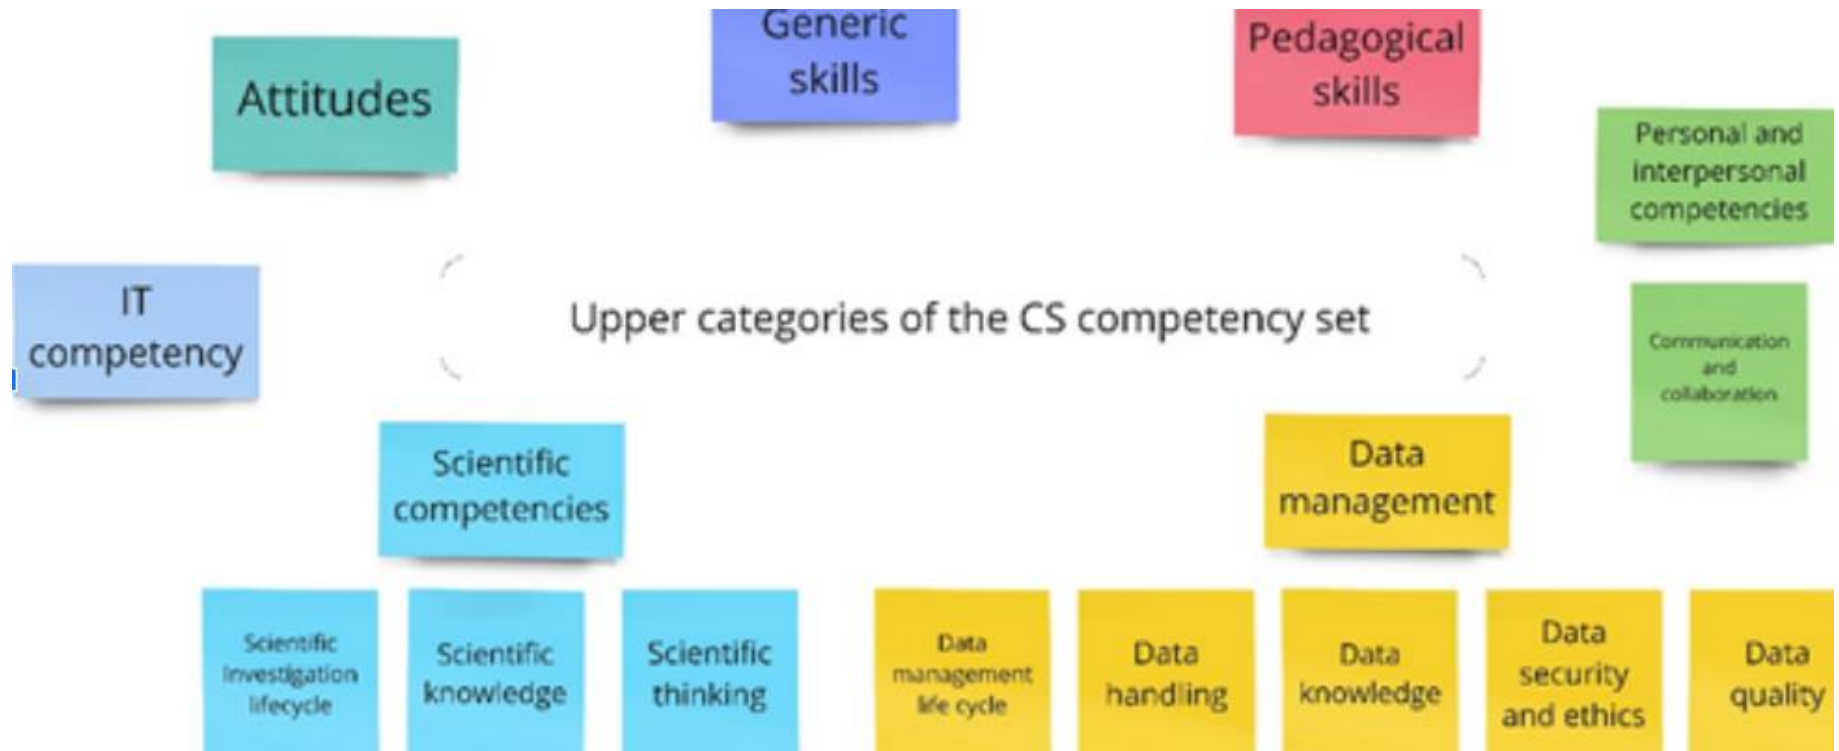 Attitudes
Generic
skills
Pedagogical
skills
Personal and
interpersonal
competencies
IT
competency
Upper categories of the CS competency set
Communication
and
collaboration
Scientific
competencies
Data
management
Scientific
investigation
lifecycle
Scientific
knowledge
Scientific
thinking
Data
management
life cycle
Data
handling
Data
knowledge
Data
security
and ethics
Data
quality